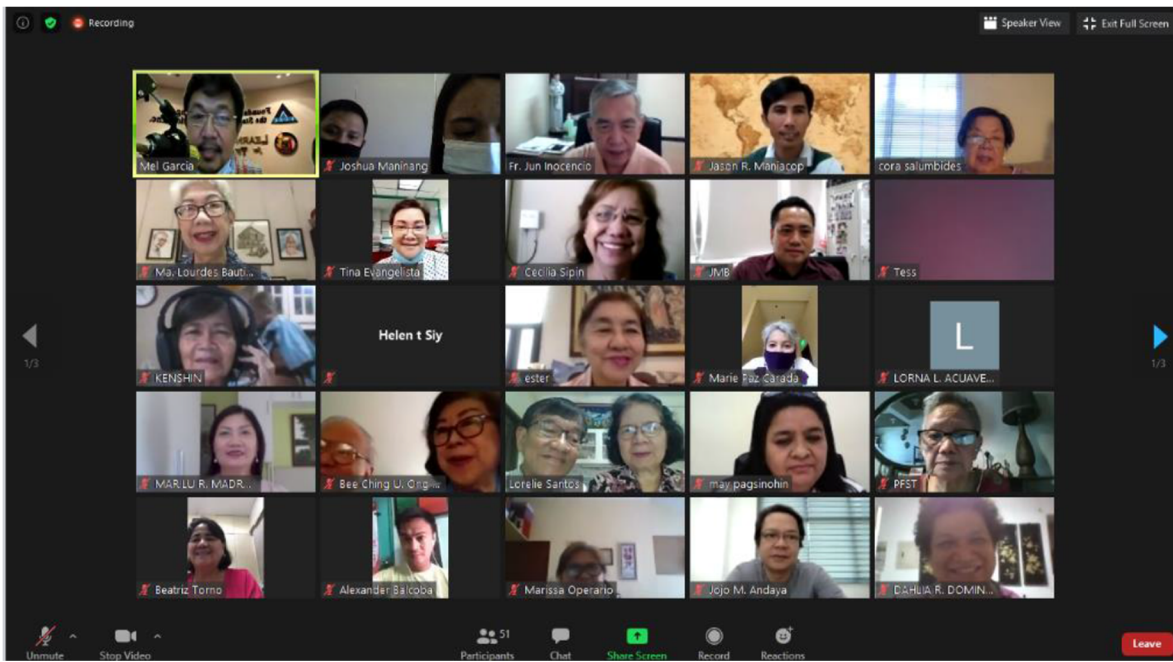 Recording
Speaker View
Exit Full Screen
Mel Garcia
Joshua Maninang
Fr. Jun Inocencio
Jason R. Maniacop
cora salumbides
Ma. Lourdes Bauti...
Tina Evangelista
Cecilia Sipin
JMB
Tess
KENSHIN
Helen t Siy
ester
Marie Paz Carada
L
LORNA L. ACUAVE...
1/3
1/3
MARILU R. MADR...
Bee Ching U. Ong ...
Lorelie Santos
may pagsinohin
PFST
Beatriz Torno
Alexander Balcoba
Marissa Operario
Jojo M. Andaya
DAHLIA R. DOMIN...
Unmute
Stop Video
51
Participants
Chat
Share Screen
Record
Reactions
Leave